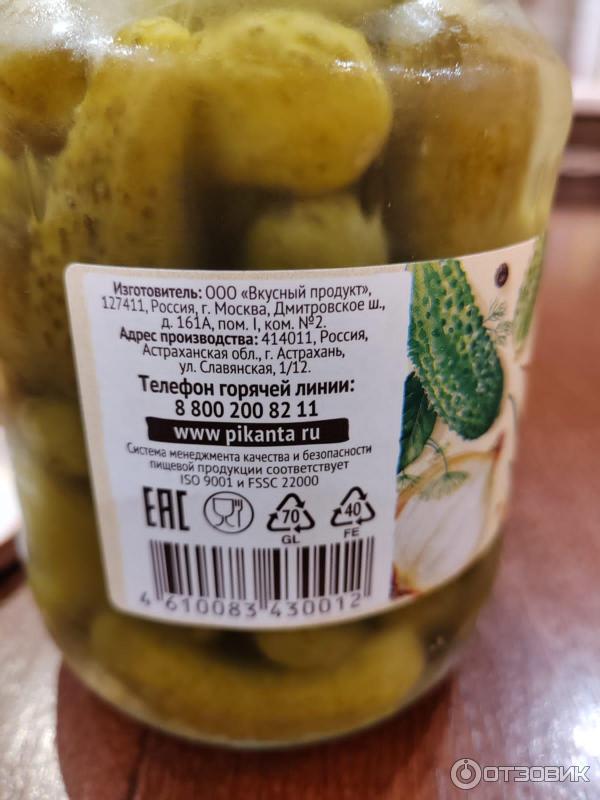 Изготовитель: ООО «Вкусный продукт»,
127411, Россия, г. Москва, Дмитровское ш.,
д. 161А, пом. I, ком. №2.
Адрес производства: 414011, Россия,
Астраханская обл., г. Астрахань,
ул. Славянская, 1/12.
Телефон горячей линии:
8 800 200 82 11
www pikanta ru
Система менеджмента качества и безопасности
пищевой продукции соответствует
ISO 9001 и FSSC 22000
EAC
70
GL
40
FE
4 610083 430012
ОТЗОВИК